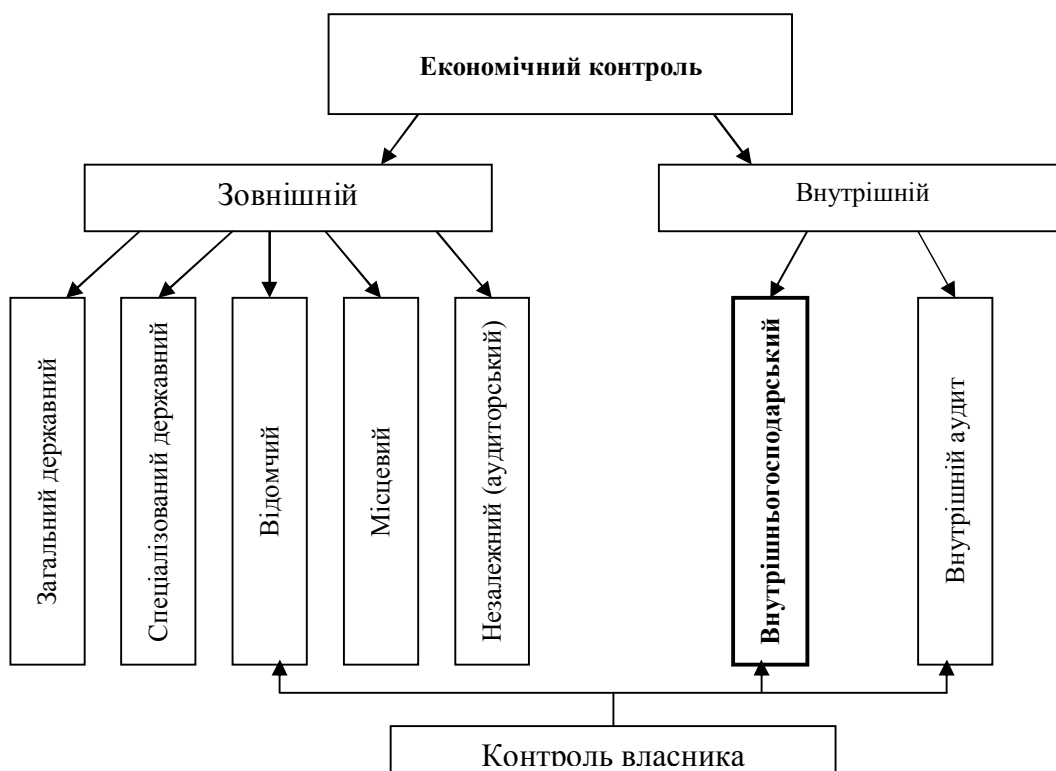 Економічний контроль
Зовнішній
Внутрішній
Загальний державний
Спеціалізований державний
Відомчий
Місцевий
Незалежний (аудиторський)
Внутрішньогосподарський
Внутрішній аудит
Контроль власника